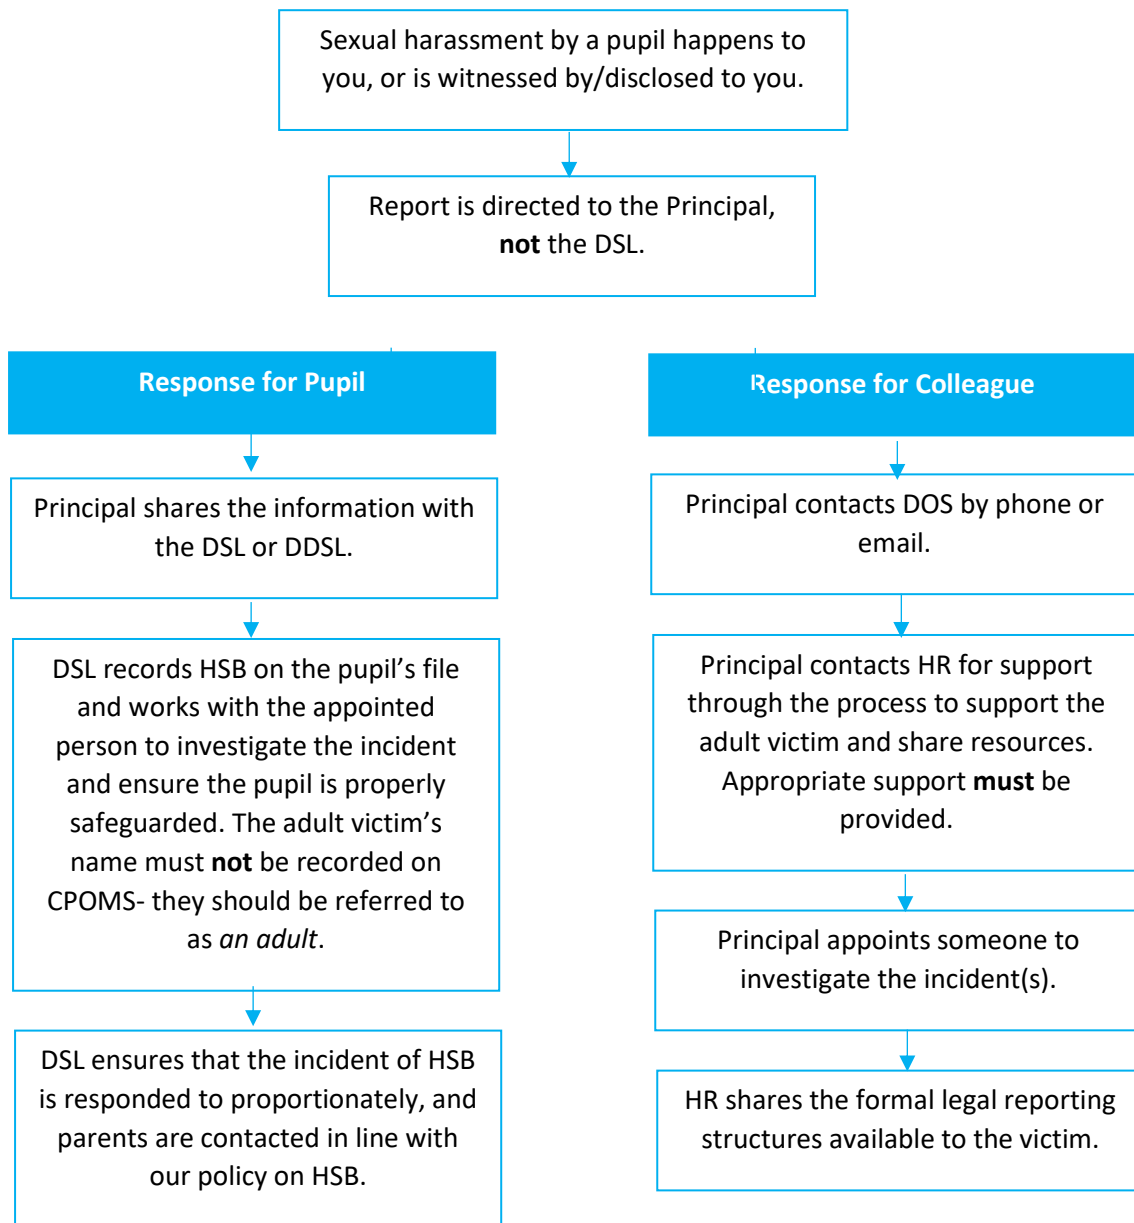 Sexual harassment by a pupil happens to
you, or is witnessed by/disclosed to you.
Report is directed to the Principal,
not the DSL.
Response for Pupil
Principal shares the information with
the DSL or DDSL.
DSL records HSB on the pupil’s file
and works with the appointed
person to investigate the incident
and ensure the pupil is properly
safeguarded. The adult victim’s
name must not be recorded on
CPOMS- they should be referred to
as an adult.
DSL ensures that the incident of HSB
is responded to proportionately, and
parents are contacted in line with
our policy on HSB.
Response for Colleague
Principal contacts DOS by phone or
email.
Principal contacts HR for support
through the process to support the
adult victim and share resources.
Appropriate support must be
provided.
Principal appoints someone to
investigate the incident(s).
HR shares the formal legal reporting
structures available to the victim.